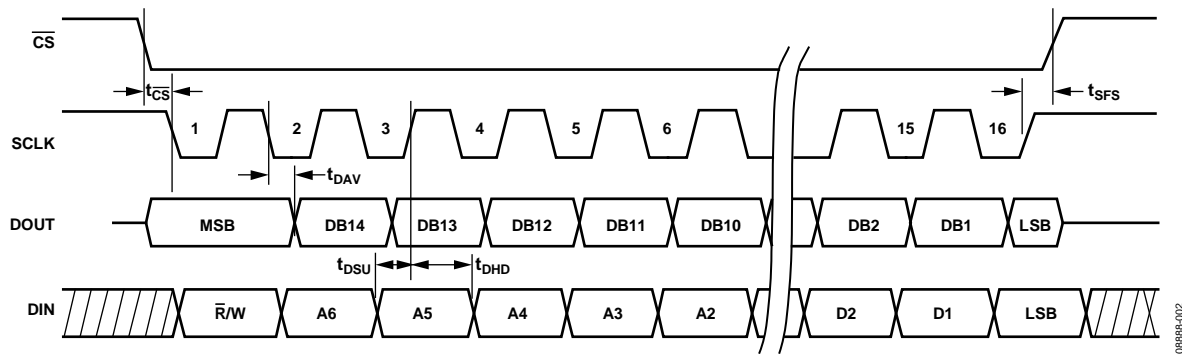 CS
tCS
tSFS
SCLK
1 2 3 4 5 6 15 16
tDAV
DOUT
MSB DB14 DB13 DB12 DB11 DB10 DB2 DB1 LSB
tDSU tDHD
DIN
R/W A6 A5 A4 A3 A2 D2 D1 LSB
08888-002